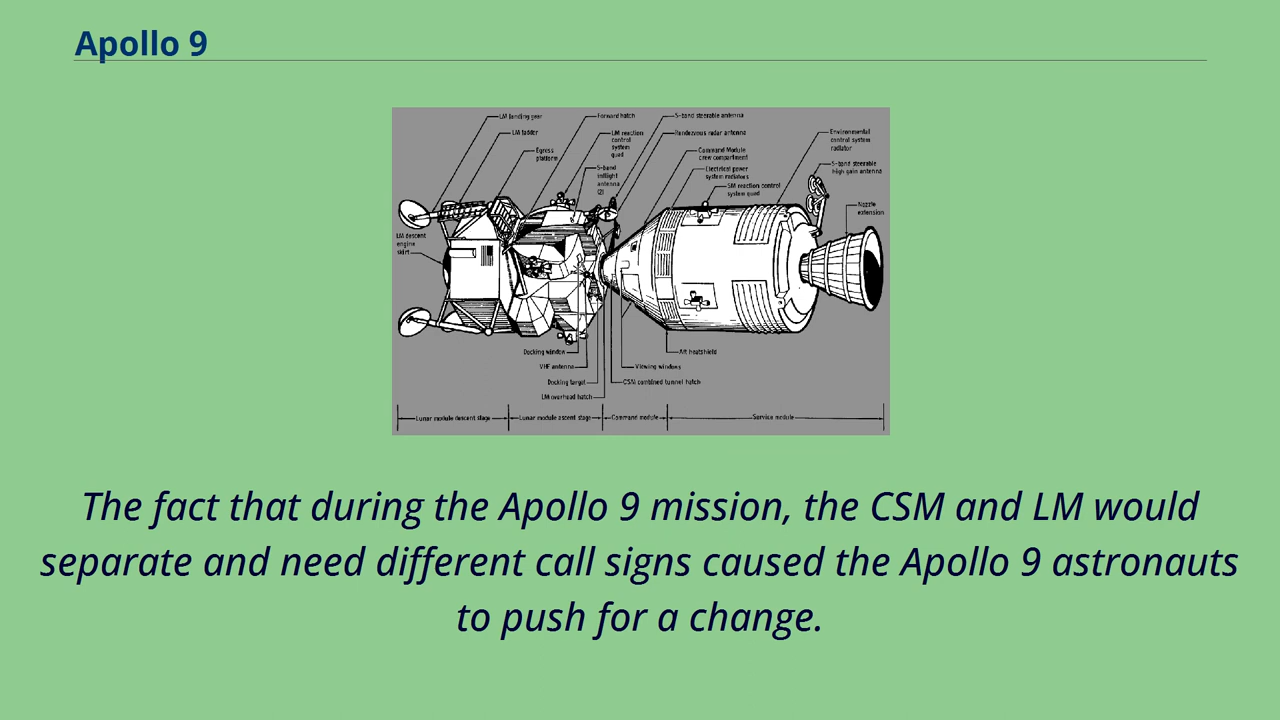 Apollo 9
LM landing gear
LM ladder
Egress
platform
Forward hatch
LM reaction
control
system
quad
S-band
inflight
antenna
(2)
S-band steerable antenna
Rendezvous radar antenna
Command Module
crew compartment
Electrical power
system radiators
SM reaction control
system quad
Environmental
control system
radiator
S-band steerable
high gain antenna
Nozzle
extension
LM descent
engine
skirt
Docking window
VHF antenna
Docking target
LM overhead hatch
Aft heatshield
Viewing windows
CSM combined tunnel hatch
Lunar module descent stage
Lunar module ascent stage
Command module
Service module
The fact that during the Apollo 9 mission, the CSM and LM would
separate and need different call signs caused the Apollo 9 astronauts
to push for a change.